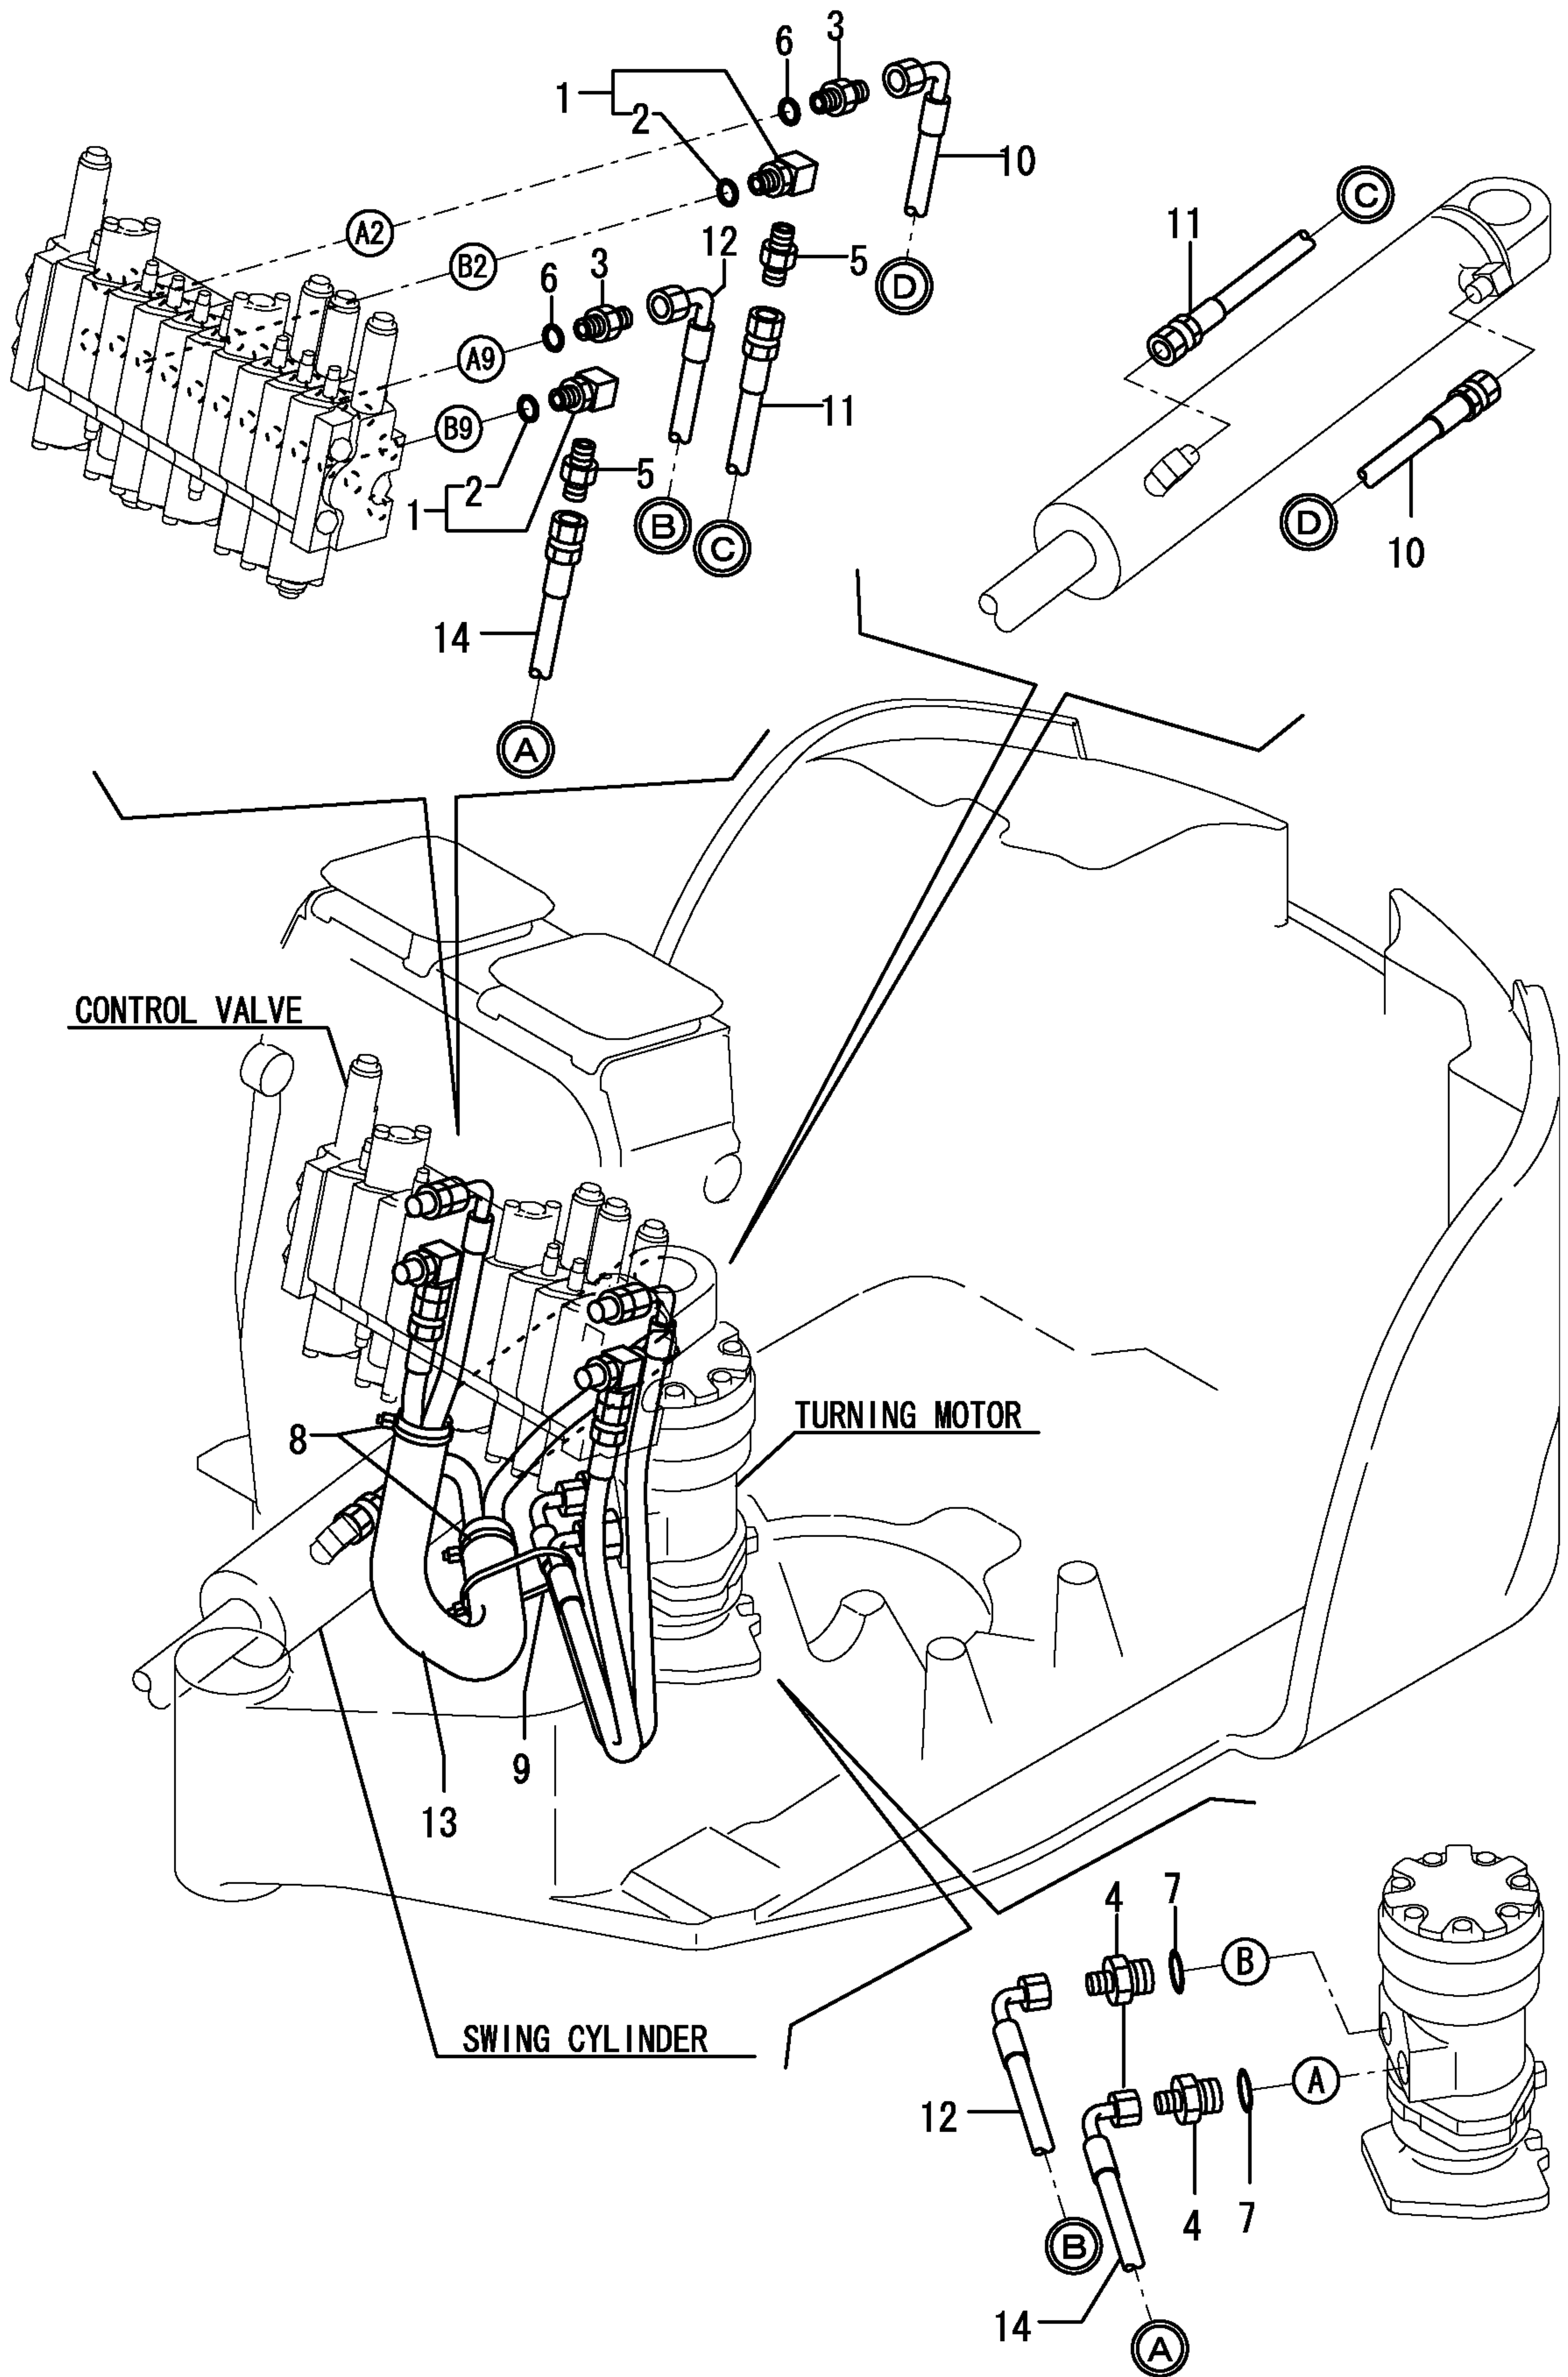 6 3
1
2
10
C
11
A2
12
B2
5
6 3
D
A9
11
B9
10
2
5
1
B
D
C
14
A
CONTROL VALVE
TURNING MOTOR
8
9
13
4 7
B
SWING CYLINDER
A
12
4 7
B
14
A